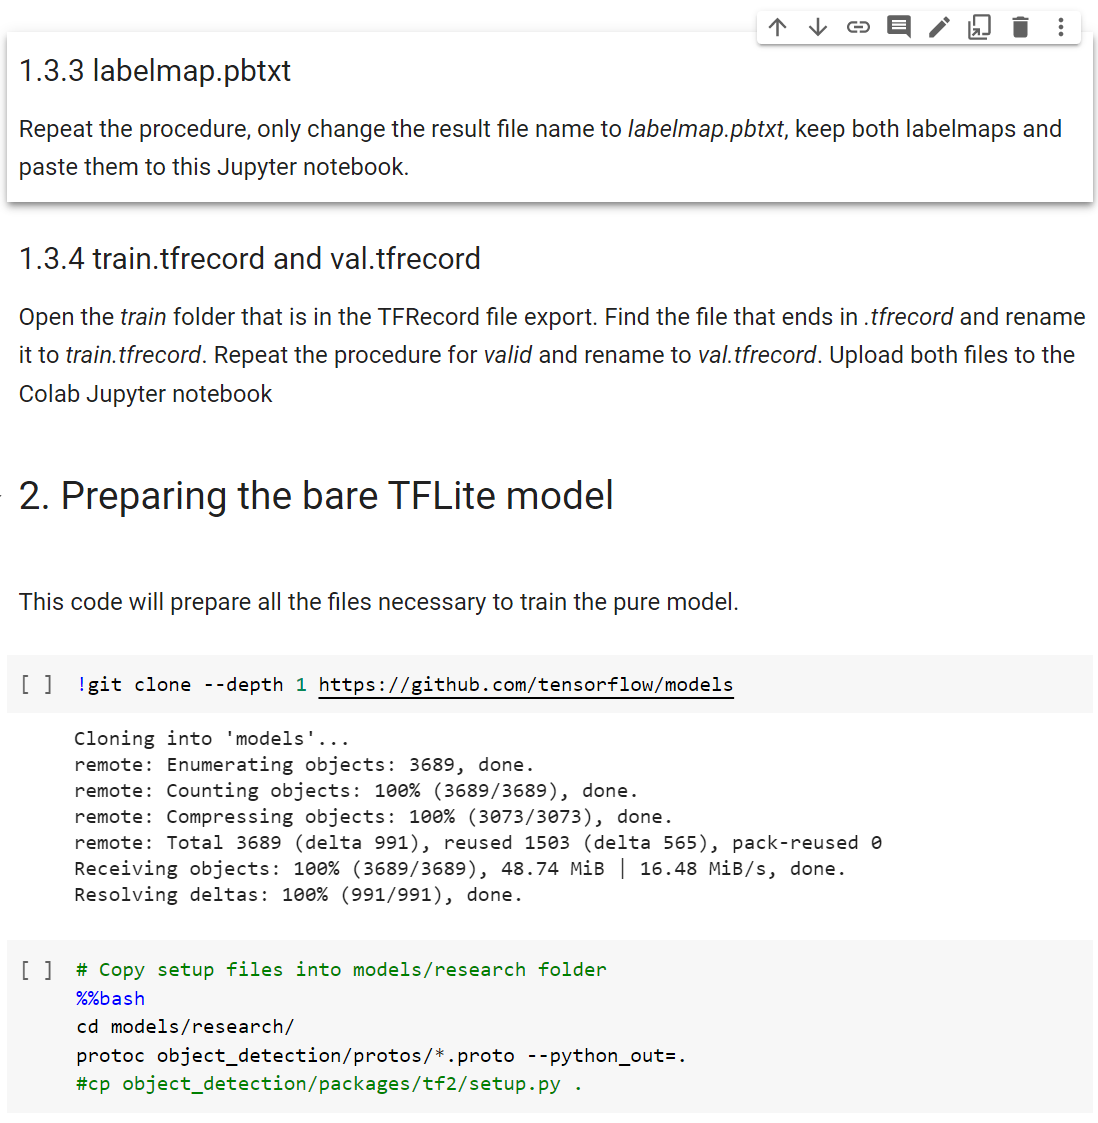 1.3.3 labelmap.pbtxt
Repeat the procedure, only change the result file name to labelmap.pbtxt, keep both labelmaps and
paste them to this Jupyter notebook.
1.3.4 train.tfrecord and val.tfrecord
Open the train folder that is in the TFRecord file export. Find the file that ends in .tfrecord and rename
it to train.tfrecord. Repeat the procedure for valid and rename to val.tfrecord. Upload both files to the
Colab Jupyter notebook
2. Preparing the bare TFLite model
This code will prepare all the files necessary to train the pure model.
[ ] !git clone --depth 1 https://github.com/tensorflow/models
Cloning into 'models'...
remote: Enumerating objects: 3689, done.
remote: Counting objects: 100% (3689/3689), done.
remote: Compressing objects: 100% (3073/3073), done.
remote: Total 3689 (delta 991), reused 1503 (delta 565), pack-reused 0
Receiving objects: 100% (3689/3689), 48.74 MiB | 16.48 MiB/s, done.
Resolving deltas: 100% (991/991), done.
[ ] # Copy setup files into models/research folder
%%bash
cd models/research/
protoc object_detection/protos/*.proto --python_out=.
#cp object_detection/packages/tf2/setup.py .